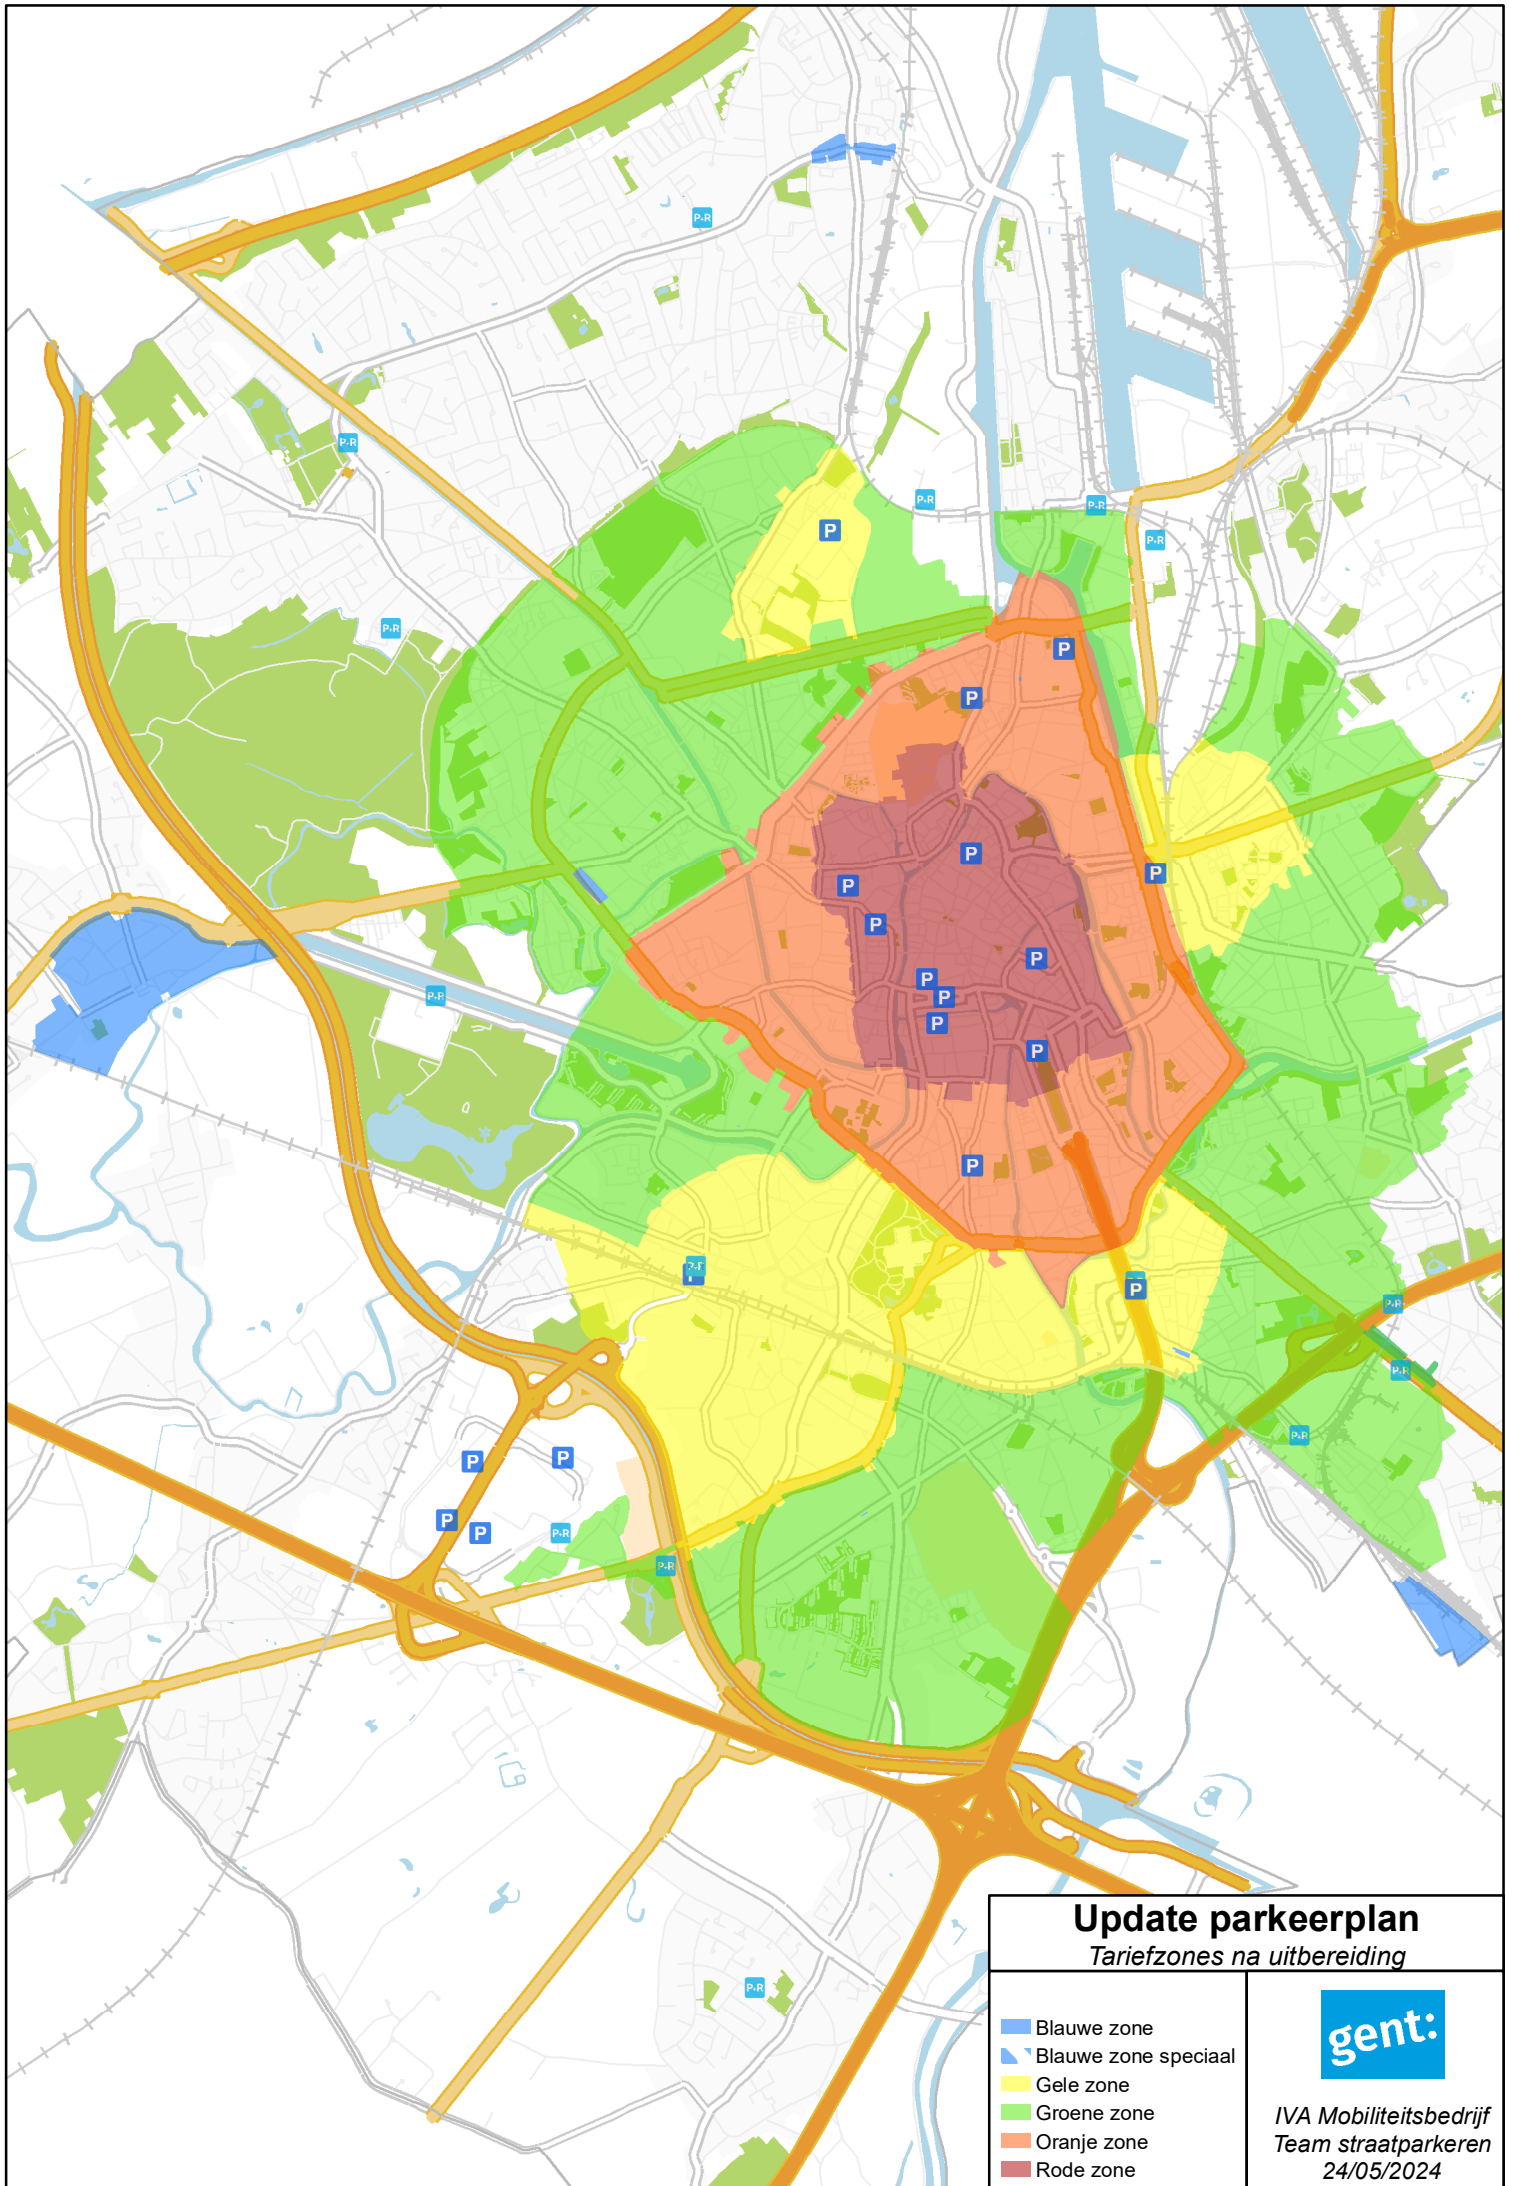 P+R
P+R
P+R
P
P+R
P+R
P+R
P
P
P
P
P
P
P
P
P
P
P
P+R
P
P
P+R
P
P
P+R
P+R
P+R
P
P
P
P
P+R
P+R
P+R
Update parkeerplan
Tariefzones na uitbereiding
Blauwe zone
Blauwe zone speciaal
Gele zone
Groene zone
Oranje zone
Rode zone
gent:
IVA Mobiliteitsbedrijf
Team straatparkeren
24/05/2024